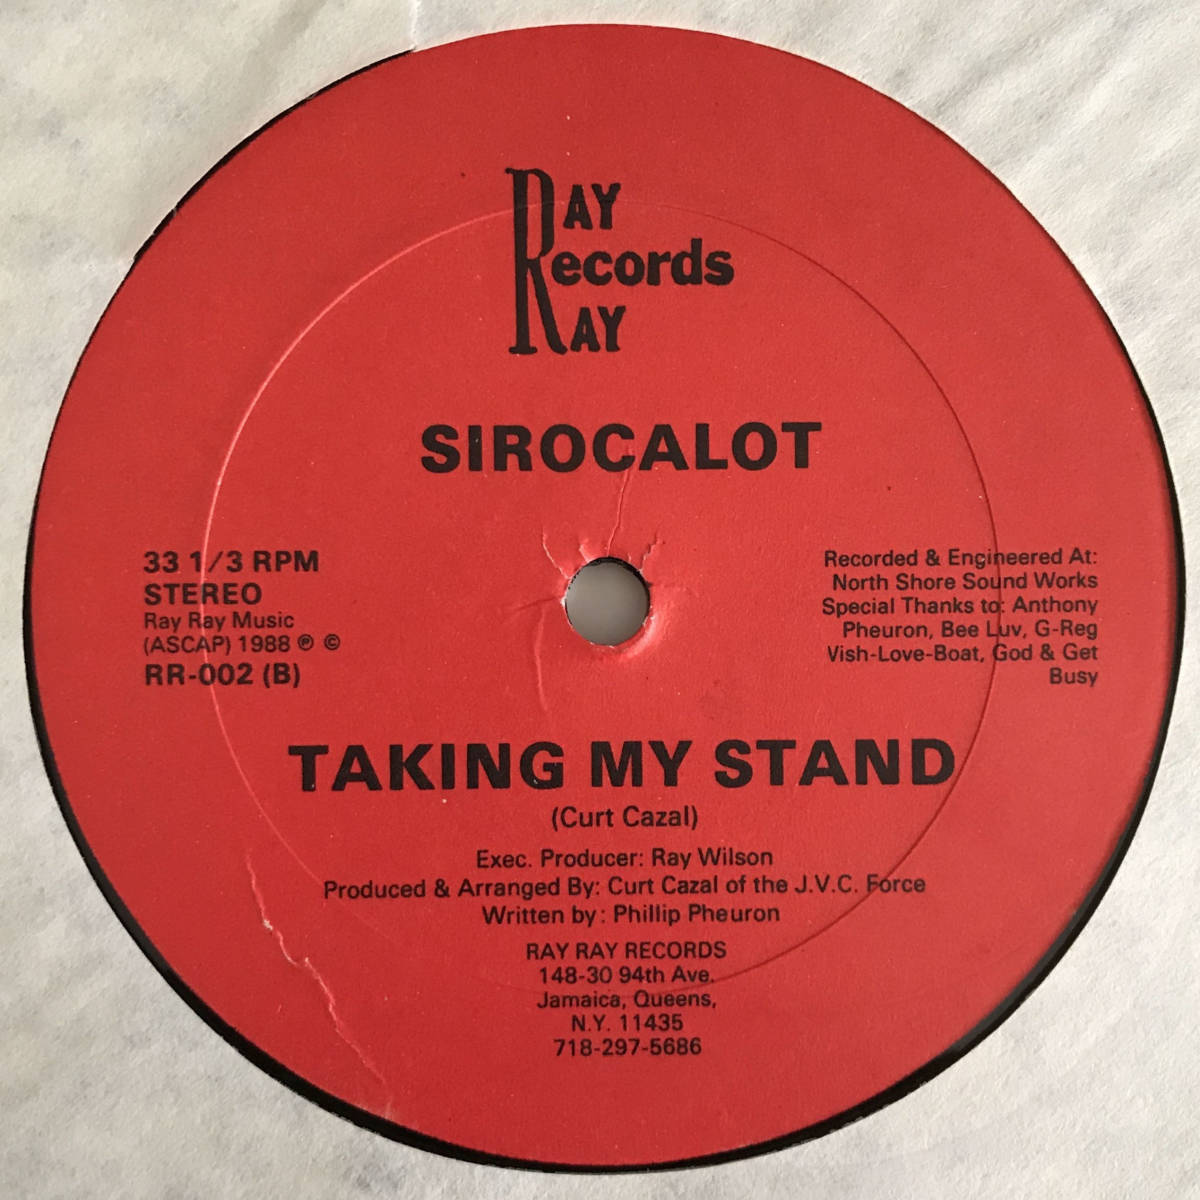 RAY
Records
RAY
SIROCALOT
33 1/3 RPM
STEREO
Ray Ray Music
(ASCAP) 1988 ℗ ©
RR-002 (B)
Recorded & Engineered At:
North Shore Sound Works
Special Thanks to: Anthony
Pheuron, Bee Luv, G-Reg
Vish-Love-Boat, God & Get
Busy
TAKING MY STAND
(Curt Cazal)
Exec. Producer: Ray Wilson
Produced & Arranged By: Curt Cazal of the J.V.C. Force
Written by: Phillip Pheuron
RAY RAY RECORDS
148-30 94th Ave.
Jamaica, Queens,
N.Y. 11435
718-297-5686